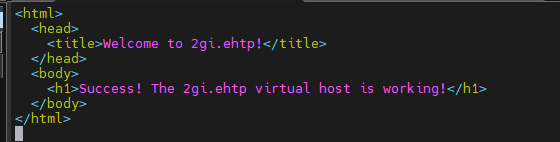 <html>
  <head>
    <title>Welcome to 2gi.ehtp!</title>
  </head>
  <body>
    <h1>Success! The 2gi.ehtp virtual host is working!</h1>
  </body>
</html>